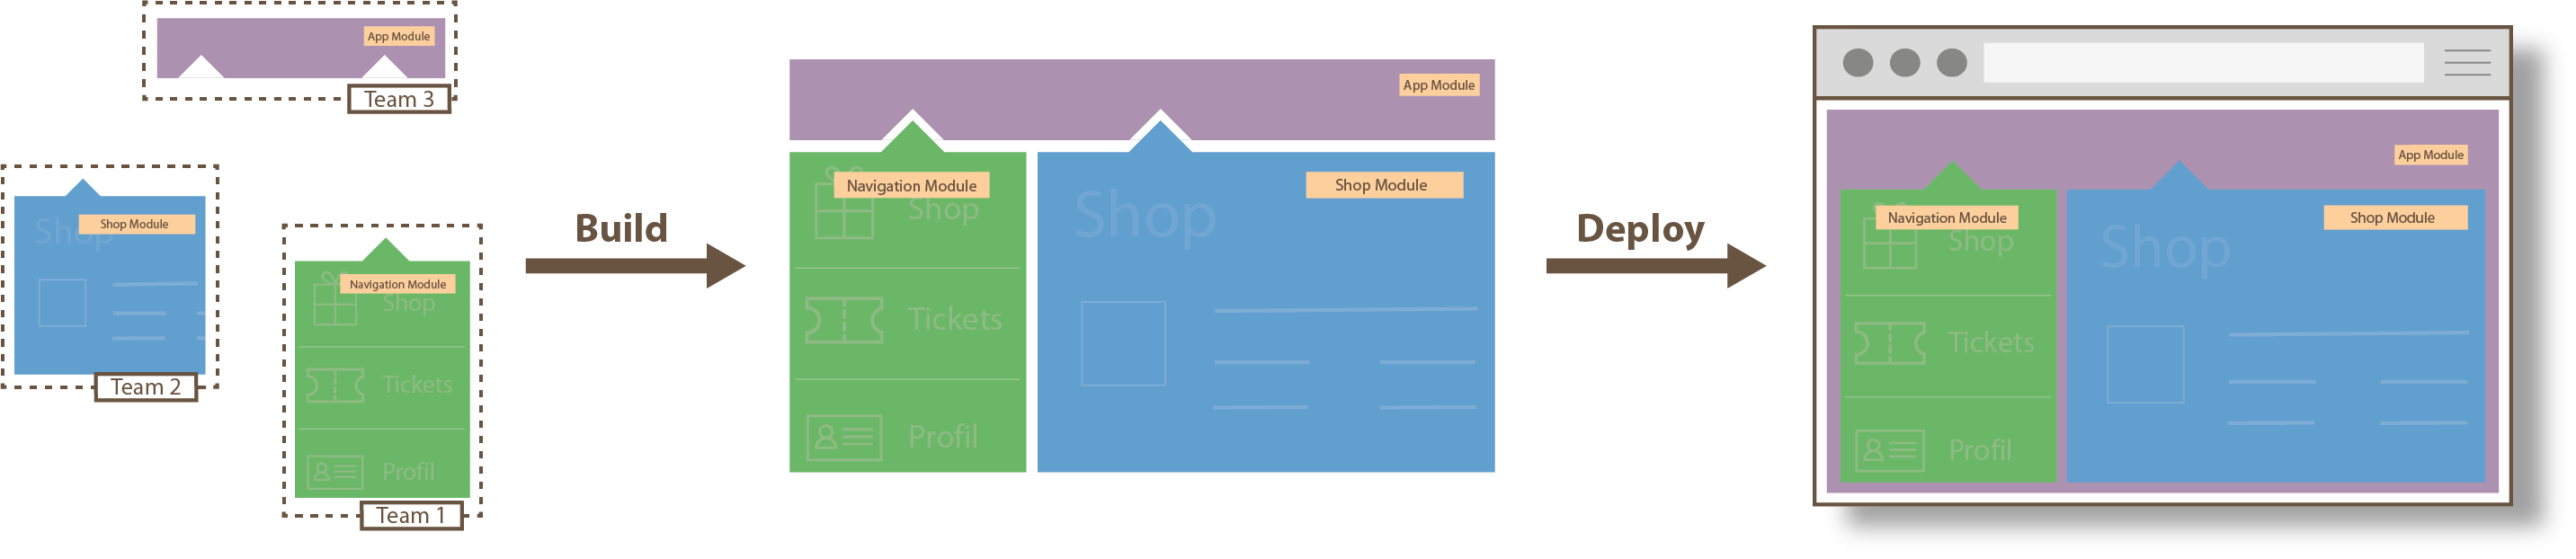 App Module
Team 3
Shop
Shop Module
Team 2
Navigation Module
Shop
Tickets
Profil
Team 1
Build
App Module
Navigation Module
Shop
Tickets
Profil
Shop Module
Shop
Deploy
App Module
Navigation Module
Shop
Tickets
Profil
Shop Module
Shop